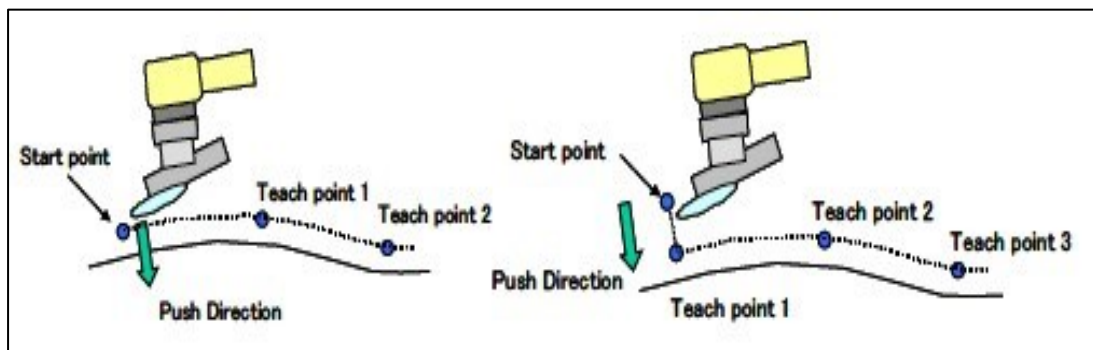 Start point
Teach point 1
Teach point 2
Push Direction
Start point
Teach point 2
Teach point 3
Push Direction
Teach point 1